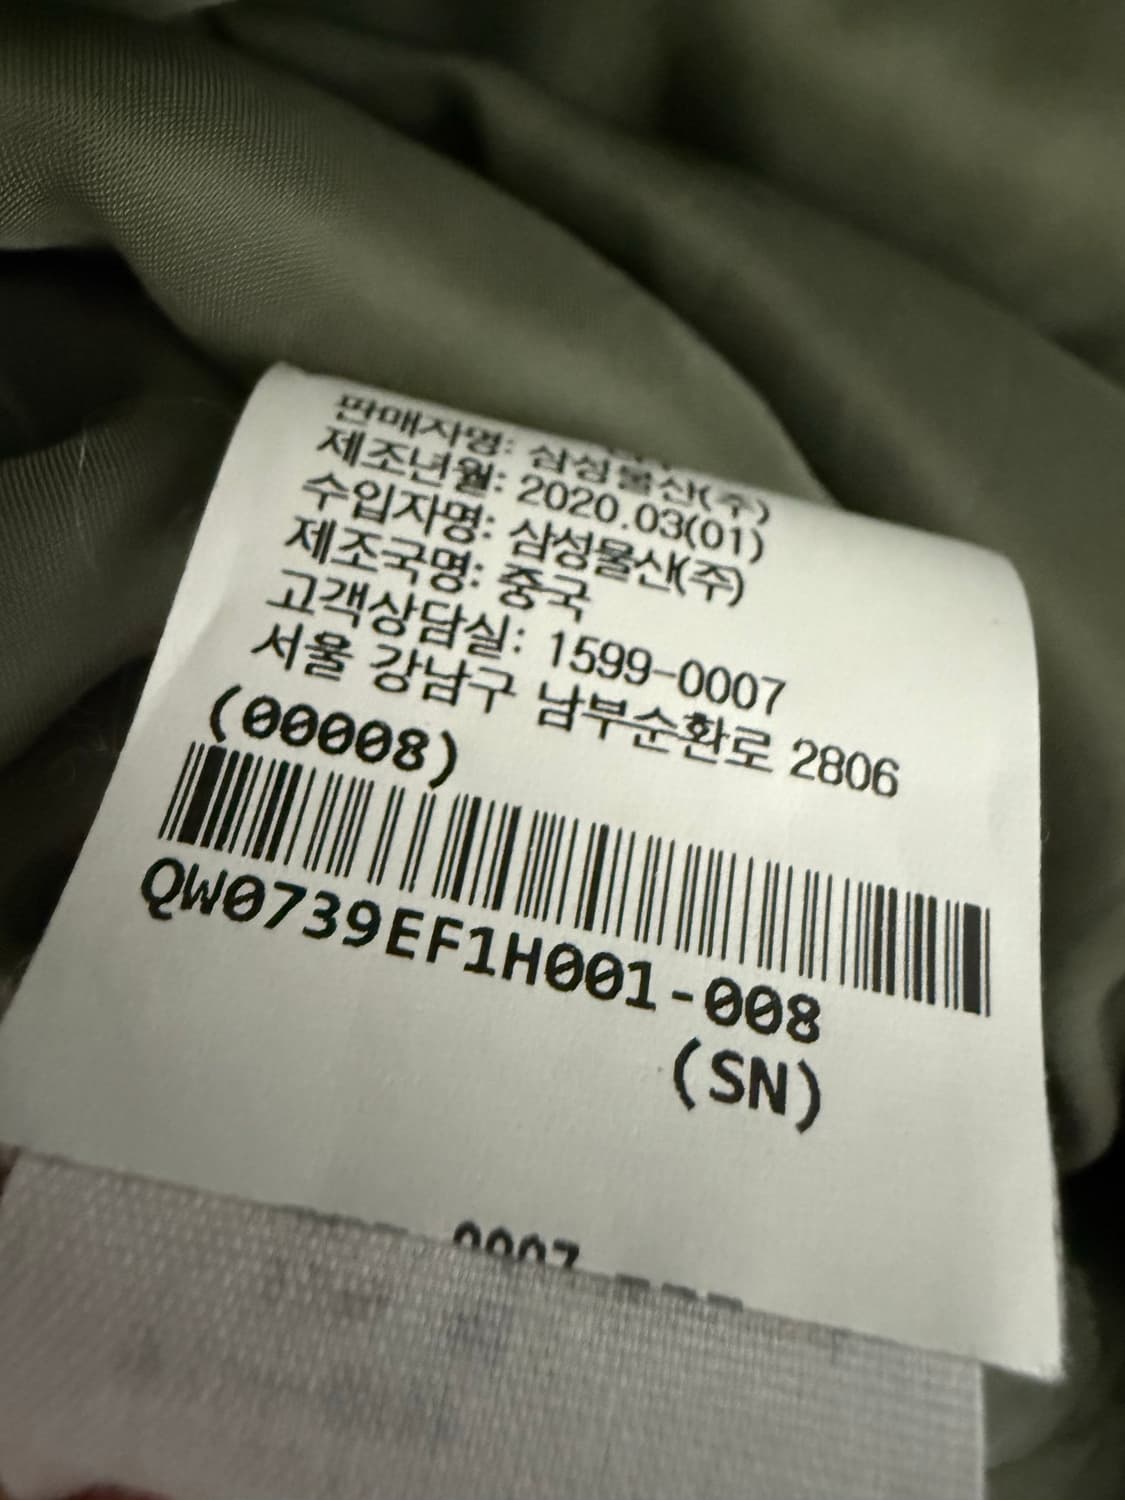 판매자명: 삼성물산(주)
제조년월: 2020.03(01)
수입자명: 삼성물산(주)
제조국명: 중국
고객상담실: 1599-0007
서울 강남구 남부순환로 2806
(00008)
QW0739EF1H001-008
(SN)